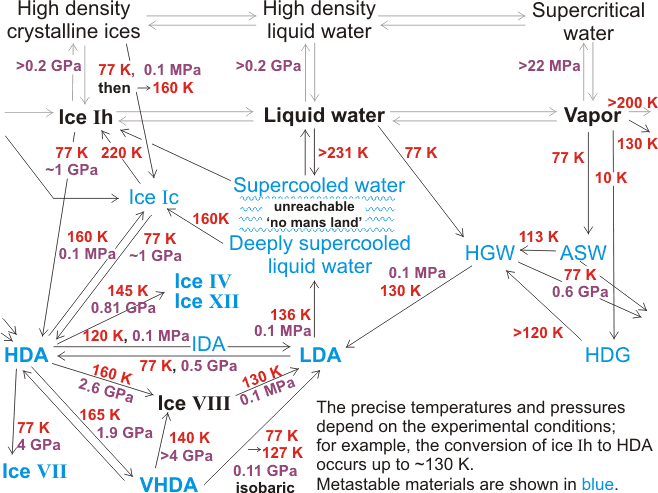 High density
crystalline ices
High density
liquid water
Supercritical
water
>0.2 GPa
77 K, 0.1 MPa
then →160 K
>0.2 GPa
>22 MPa
Ice Ih
Liquid water
Vapor
>200 K
130 K
77 K
~1 GPa
220 K
>231 K
77 K
77 K
10 K
Ice Ic
Supercooled water
unreachable
'no mans land'
Deeply supercooled
liquid water
160K
160 K
0.1 MPa
77 K
~1 GPa
HGW
113 K
ASW
77 K
0.6 GPa
0.1 MPa
130 K
Ice IV
Ice XII
145 K
0.81 GPa
136 K
0.1 MPa
>120 K
120 K, 0.1 MPa
IDA
HDA
LDA
HDG
77 K, 0.5 GPa
160 K
2.6 GPa
130 K
0.1 MPa
Ice VIII
165 K
1.9 GPa
77 K
4 GPa
140 K
>4 GPa
77 K
→127 K
0.11 GPa
isobaric
Ice VII
VHDA
The precise temperatures and pressures
depend on the experimental conditions;
for example, the conversion of ice Ih to HDA
occurs up to ~130 K.
Metastable materials are shown in blue.